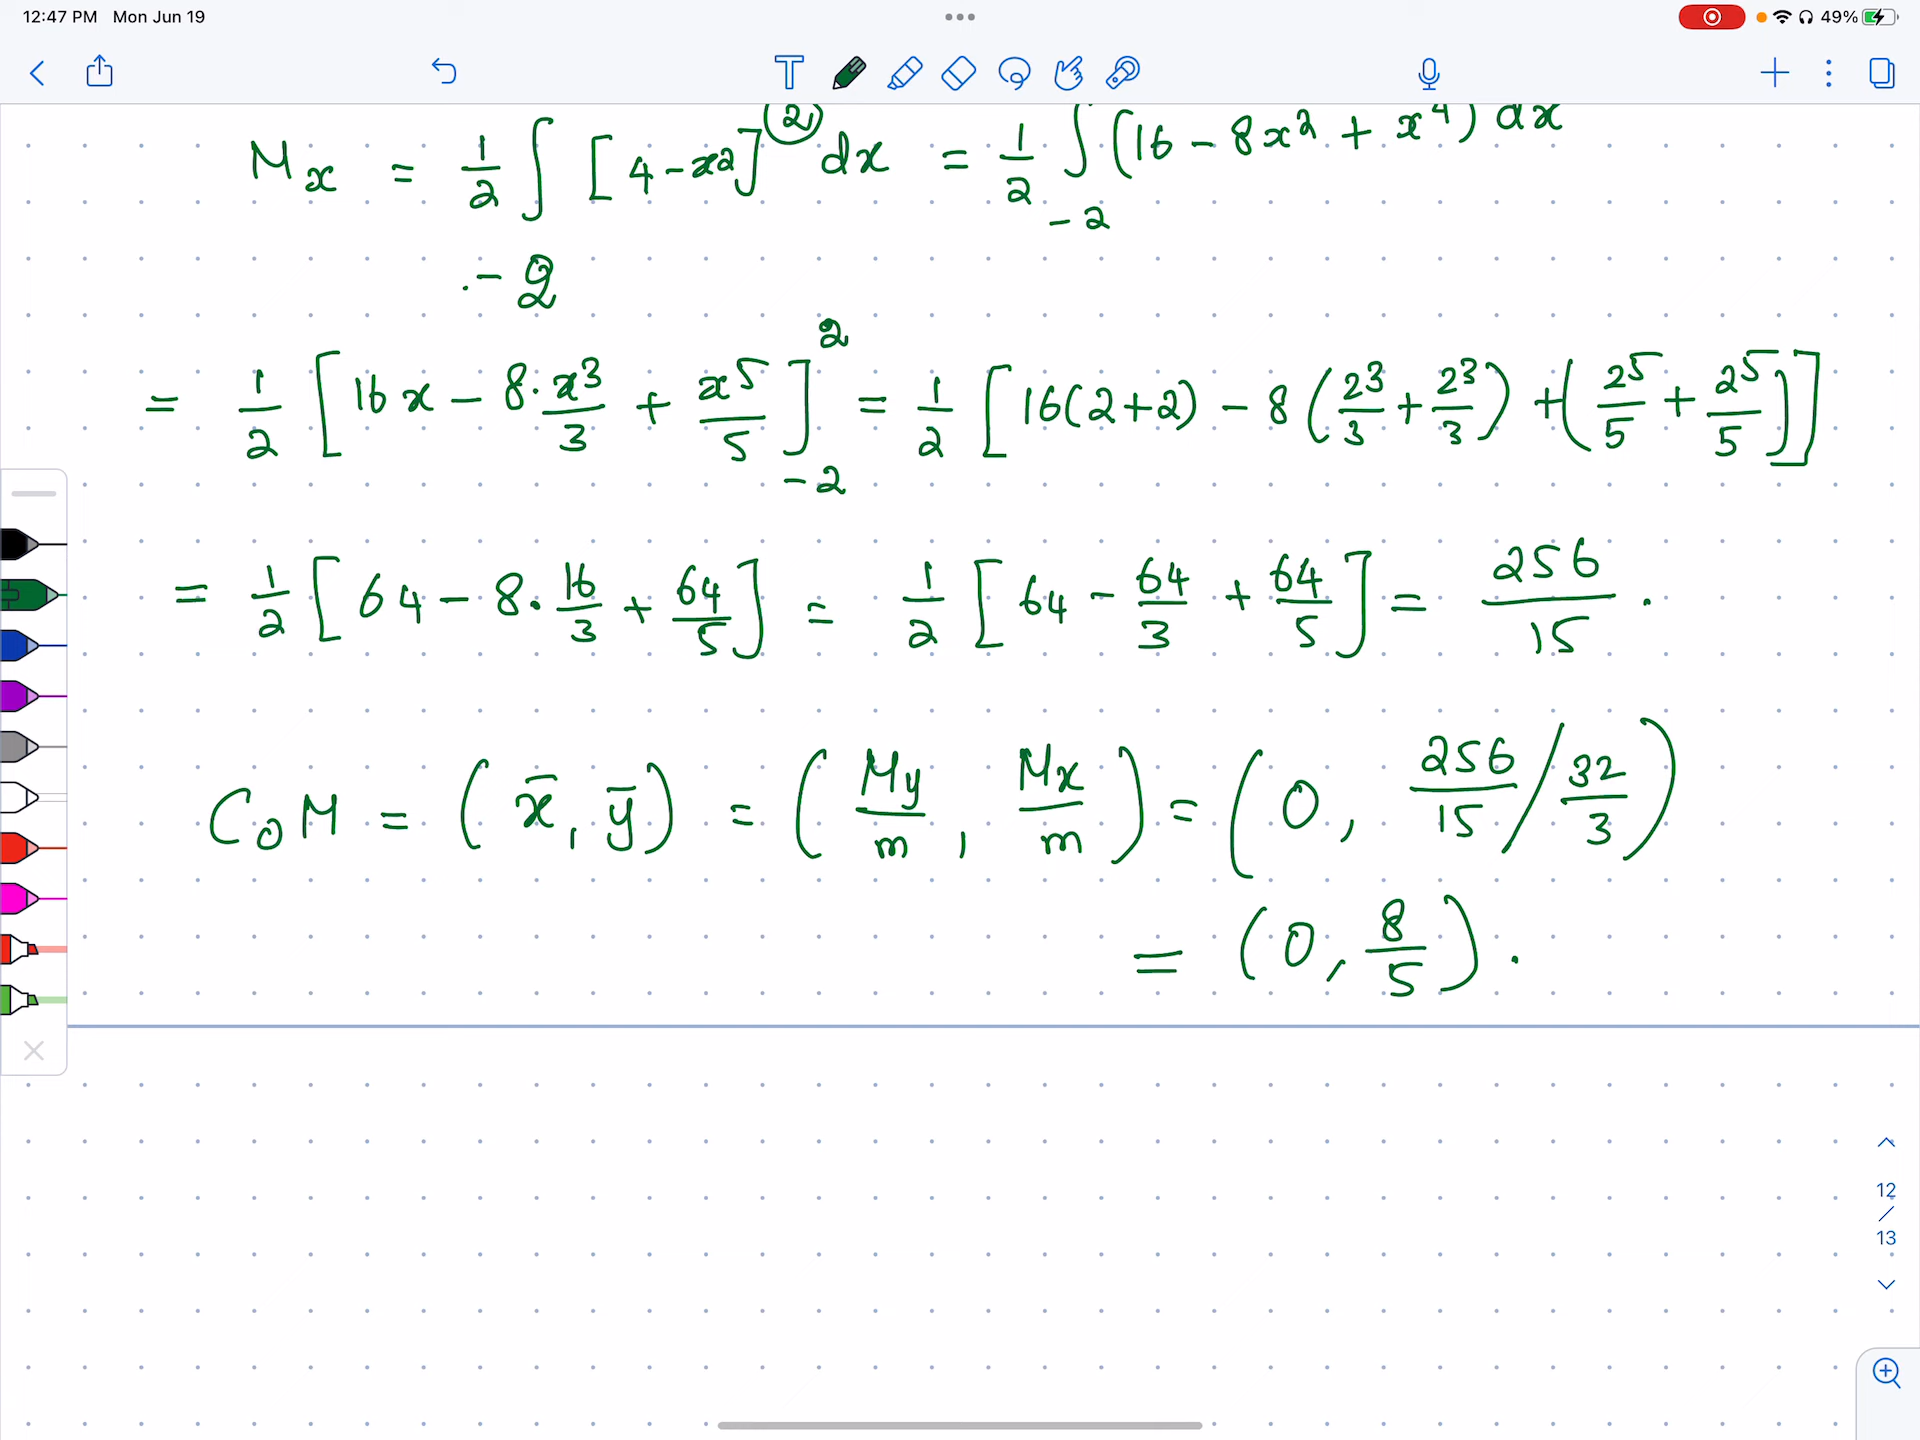 12:47 PM Mon Jun 19 49%
T
Mx = 1/2 ∫_{-2} [4-x²]² dx = 1/2 ∫_{-2} (16 - 8x² + x⁴) dx
= 1/2 [16x - 8·x³/3 + x⁵/5]_{-2}^{2} = 1/2 [16(2+2) - 8(2³/3 + 2³/3) + (2⁵/5 + 2⁵/5)]
= 1/2 [64 - 8·16/3 + 64/5] = 1/2 [64 - 64/3 + 64/5] = 256/15.
CoM = (x̄, ȳ) = (My/m, Mx/m) = (0, 256/15 / 32/3)
= (0, 8/5).
12
/
13